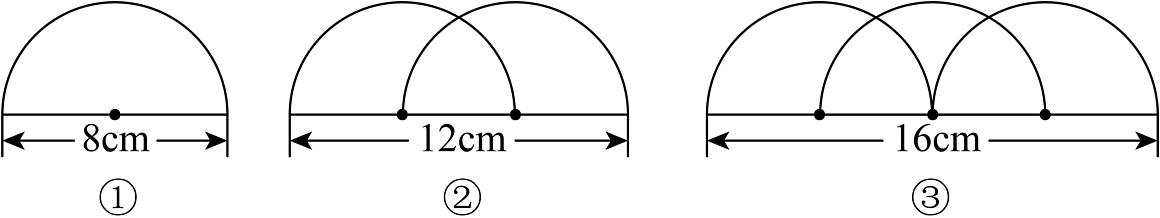 8cm 12cm 16cm
① ② ③